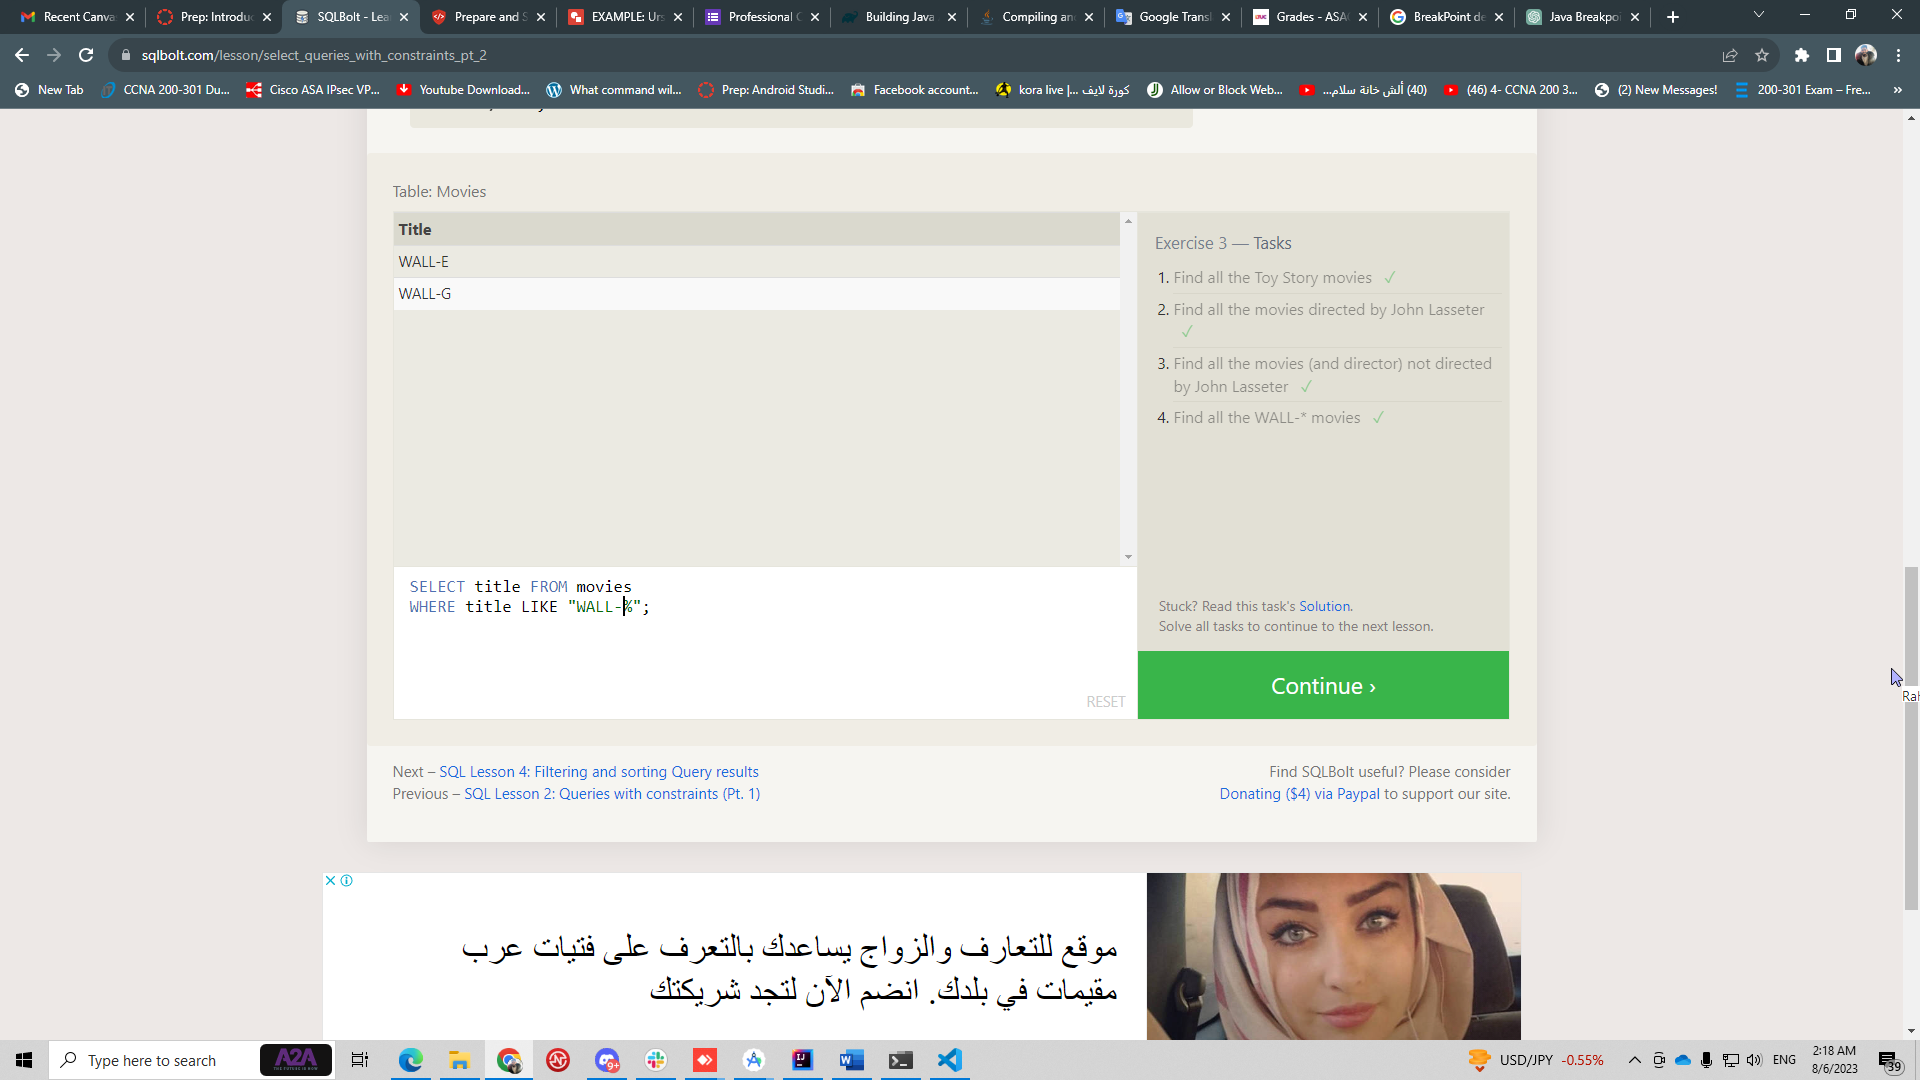 Recent Canva
Prep: Introduc
SQLBolt - Lea
Prepare and S
EXAMPLE: Urs
Professional C
Building Java
Compiling an
Google Transl
Grades - ASAC
BreakPoint de
Java Breakpoi
sqlbolt.com/lesson/select_queries_with_constraints_pt_2
New Tab
CCNA 200-301 Du...
Cisco ASA IPsec VP...
Youtube Download...
What command wil...
Prep: Android Studi...
Facebook account...
kora live |... كورة لايف
Allow or Block Web...
(40) ألش خانة سلام...
(46) 4- CCNA 200 3...
(2) New Messages!
200-301 Exam – Fre...
»
Table: Movies
Title
WALL-E
WALL-G
SELECT title FROM movies
WHERE title LIKE "WALL-%";
RESET
Exercise 3 — Tasks
1. Find all the Toy Story movies ✓
2. Find all the movies directed by John Lasseter
✓
3. Find all the movies (and director) not directed
by John Lasseter ✓
4. Find all the WALL-* movies ✓
Stuck? Read this task's Solution.
Solve all tasks to continue to the next lesson.
Continue ›
Rah
Next – SQL Lesson 4: Filtering and sorting Query results
Previous – SQL Lesson 2: Queries with constraints (Pt. 1)
Find SQLBolt useful? Please consider
Donating ($4) via Paypal to support our site.
موقع للتعارف والزواج يساعدك بالتعرف على فتيات عرب
مقيمات في بلدك. انضم الآن لتجد شريكتك
Type here to search
A2A
9+
USD/JPY -0.55%
ENG
2:18 AM
8/6/2023
39